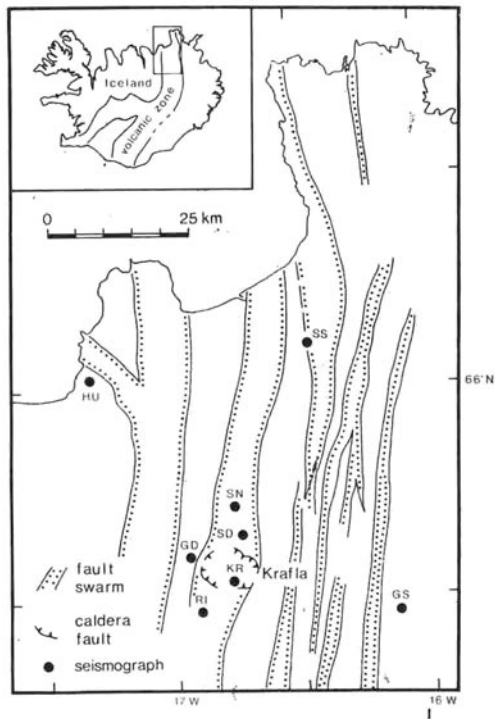 Iceland
volcanic zone
0 25 km
SS
66°N
HU
SN
SD
GD
KR
Krafla
RI
GS
fault
swarm
caldera
fault
seismograph
17 W
16 W